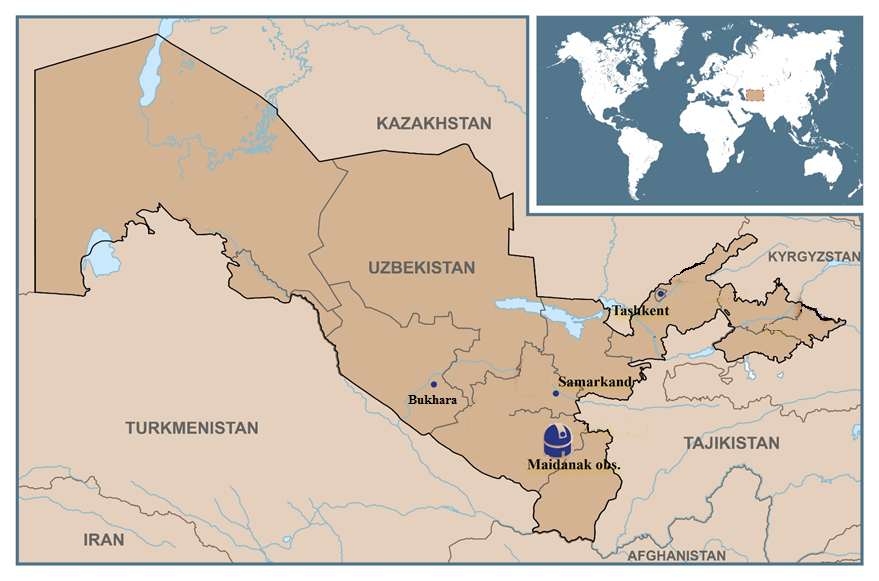 KAZAKHSTAN
KYRGYZSTAN
UZBEKISTAN
Tashkent
Samarkand
Bukhara
TURKMENISTAN
TAJIKISTAN
Maidanak obs.
IRAN
AFGHANISTAN